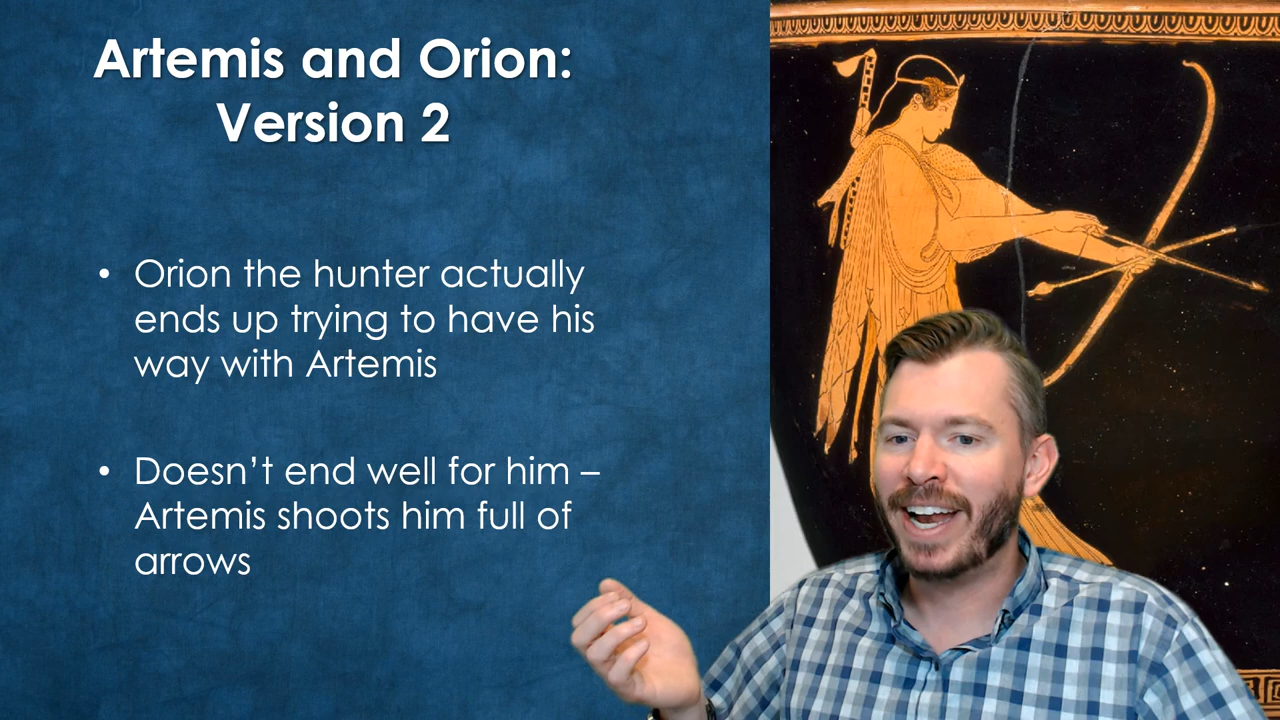 Artemis and Orion:
Version 2
• Orion the hunter actually
ends up trying to have his
way with Artemis
• Doesn’t end well for him –
Artemis shoots him full of
arrows